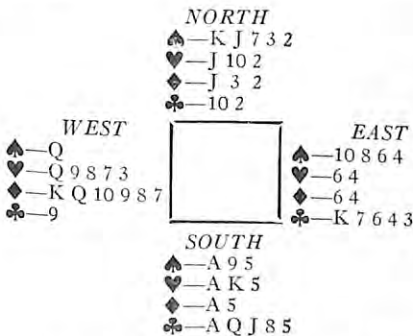 NORTH
♠—K J 7 3 2
♥—J 10 2
♦—J 3 2
♣—10 2
WEST
♠—Q
♥—Q 9 8 7 3
♦—K Q 10 9 8 7
♣—9
EAST
♠—10 8 6 4
♥—6 4
♦—6 4
♣—K 7 6 4 3
SOUTH
♠—A 9 5
♥—A K 5
♦—A 5
♣—A Q J 8 5